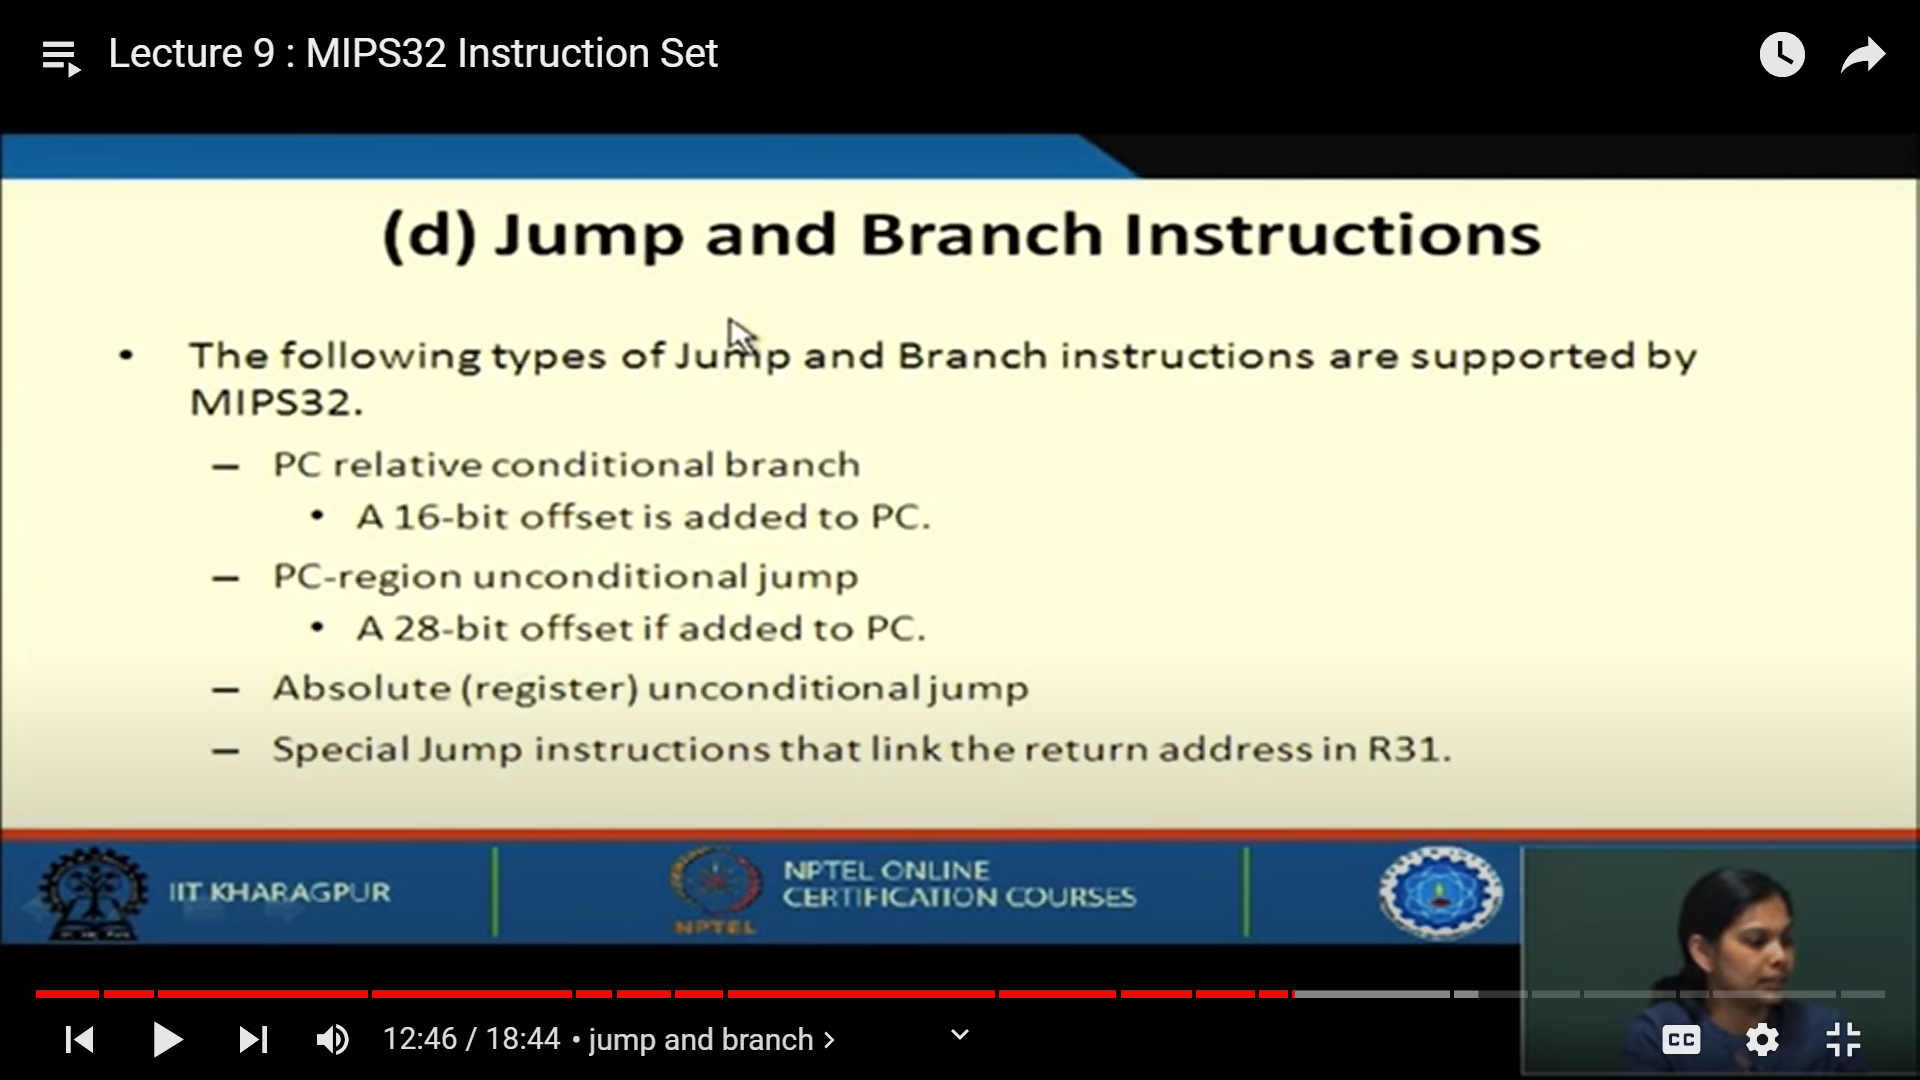 Lecture 9 : MIPS32 Instruction Set
(d) Jump and Branch Instructions
• The following types of Jump and Branch instructions are supported by
MIPS32.
– PC relative conditional branch
• A 16-bit offset is added to PC.
– PC-region unconditional jump
• A 28-bit offset if added to PC.
– Absolute (register) unconditional jump
– Special Jump instructions that link the return address in R31.
IIT KHARAGPUR
NPTEL
NPTEL ONLINE
CERTIFICATION COURSES
12:46 / 18:44 • jump and branch ›
CC